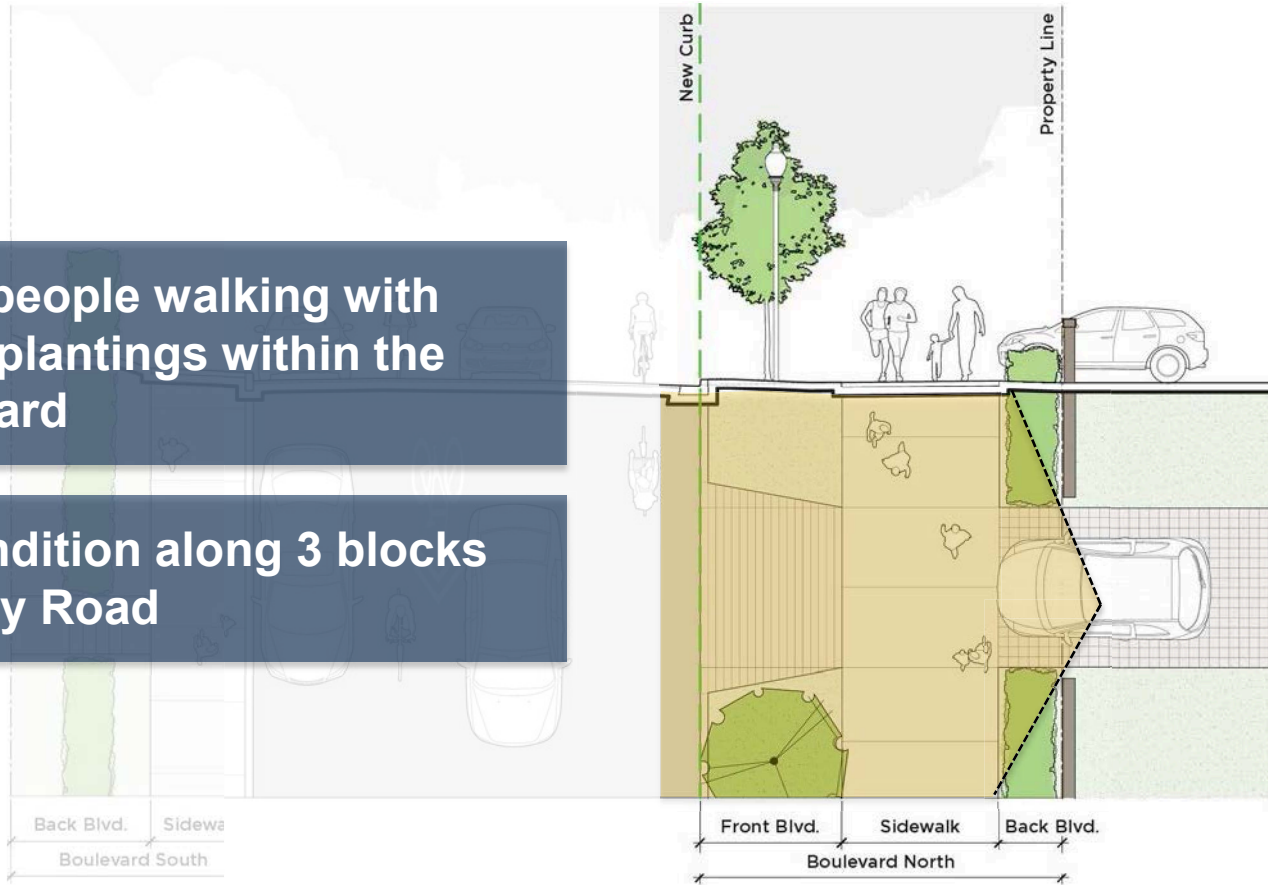 New Curb
Property Line
people walking with
plantings within the
ard
ndition along 3 blocks
y Road
Back Blvd.
Sidewa
Boulevard South
Front Blvd.
Sidewalk
Back Blvd.
Boulevard North